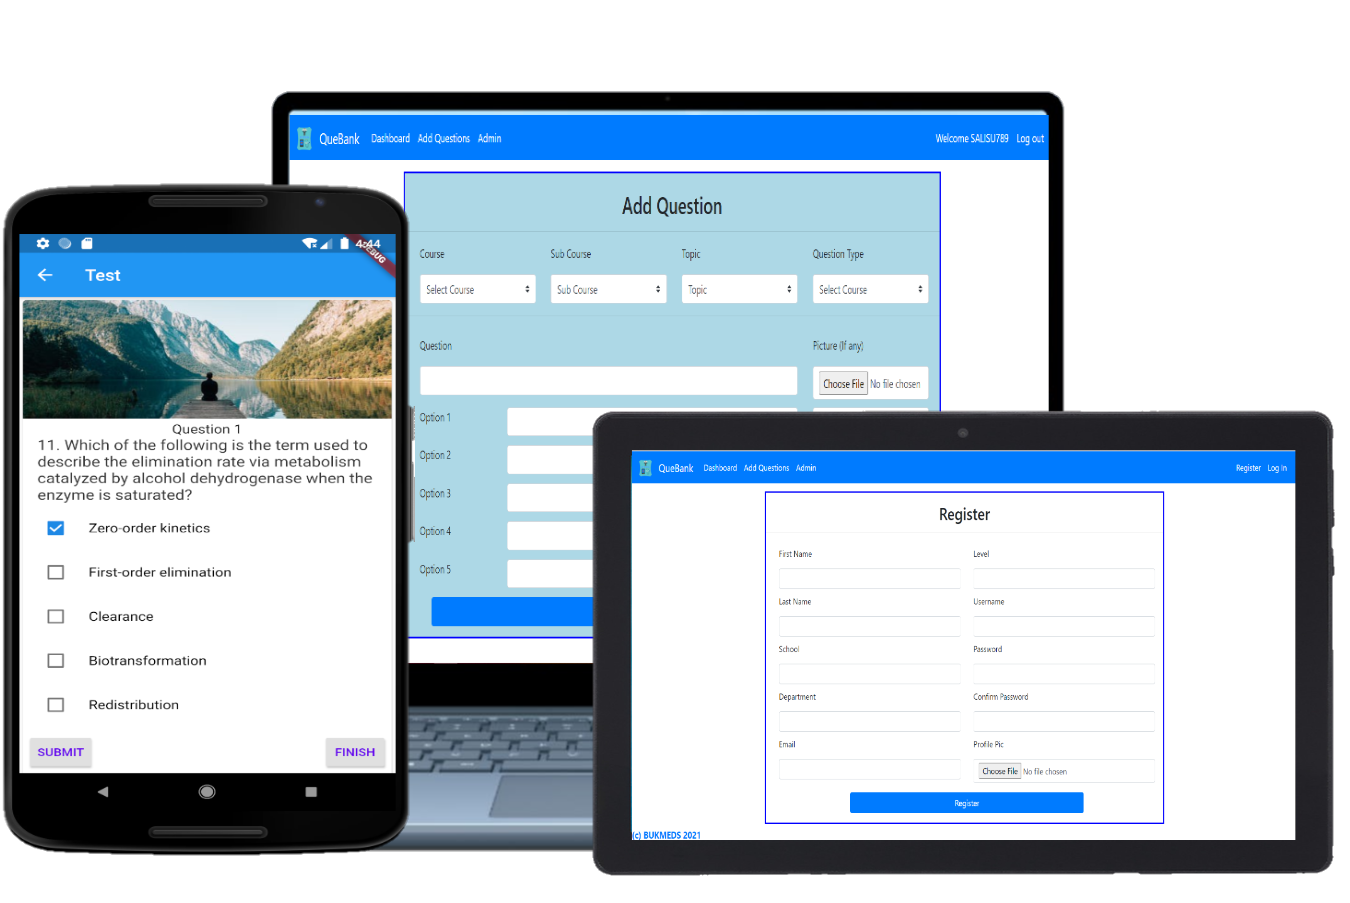 QueBank Dashboard Add Questions Admin Welcome SALISU789 Log out
Add Question
Course Sub Course Topic Question Type
Select Course Sub Course Topic Select Course
Question Picture (If any)
Choose File No file chosen
Option 1
Option 2
Option 3
Option 4
Option 5
4:44
DEBUG
Test
Question 1
11. Which of the following is the term used to
describe the elimination rate via metabolism
catalyzed by alcohol dehydrogenase when the
enzyme is saturated?
Zero-order kinetics
First-order elimination
Clearance
Biotransformation
Redistribution
SUBMIT FINISH
QueBank Dashboard Add Questions Admin Register Log In
Register
First Name Level
Last Name Username
School Password
Department Confirm Password
Email Profile Pic
Choose File No file chosen
Register
(c) BUKMEDS 2021